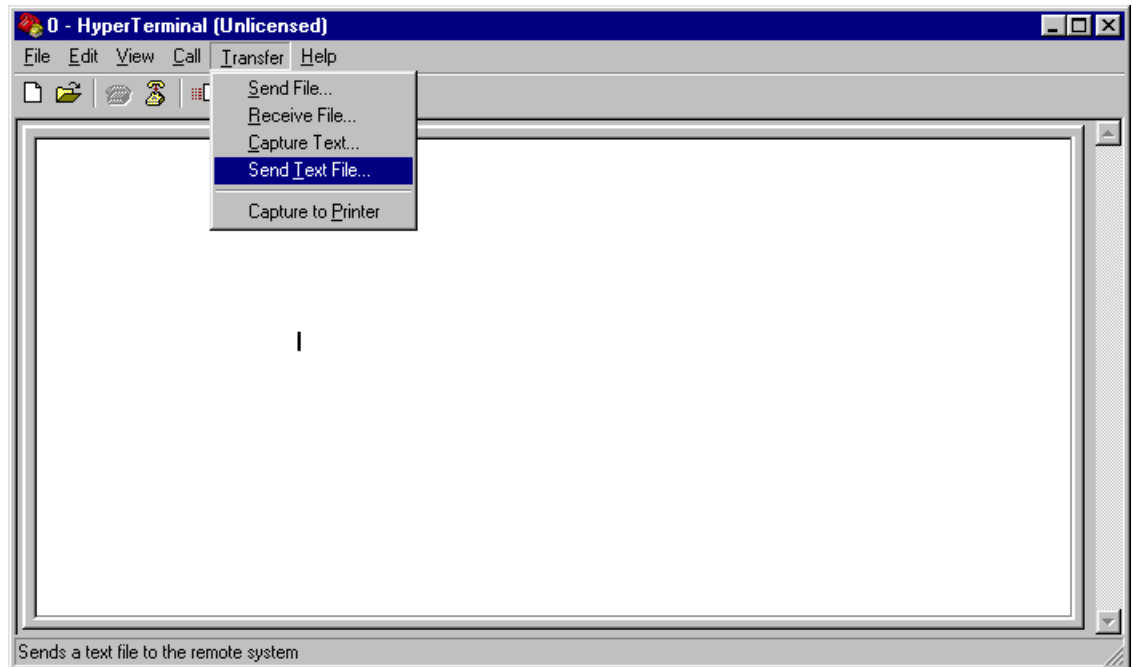 0 - HyperTerminal (Unlicensed)
File Edit View Call Transfer Help
Send File...
Receive File...
Capture Text...
Send Text File...
Capture to Printer
Sends a text file to the remote system